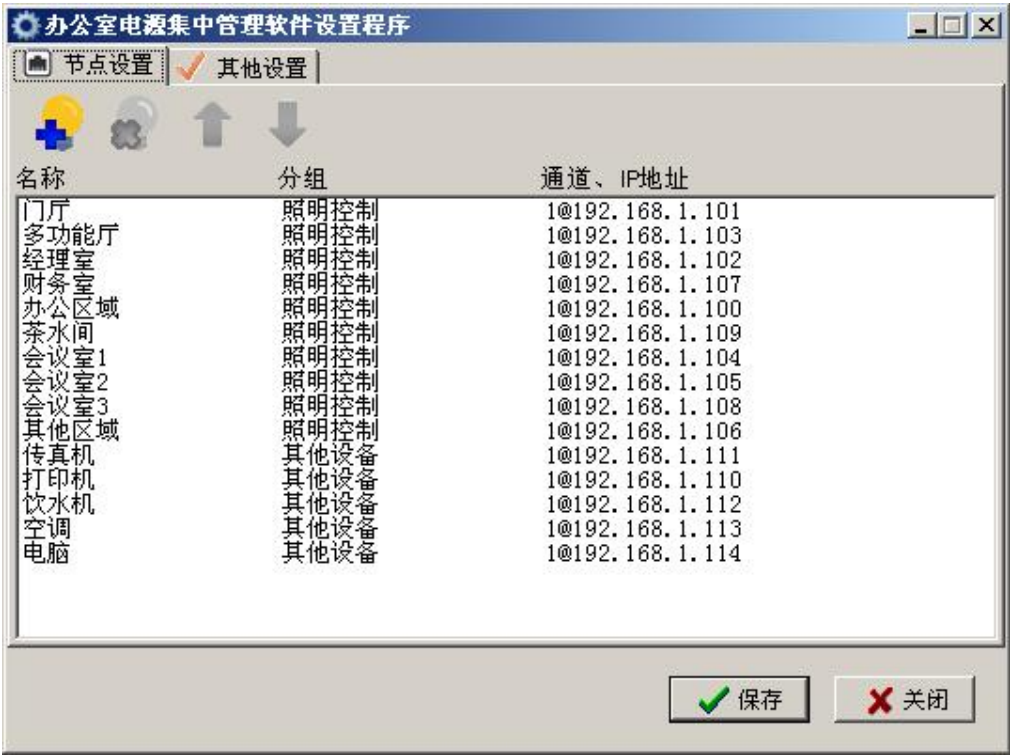 办公室电源集中管理软件设置程序
节点设置 其他设置
名称 分组 通道、IP地址
门厅 照明控制 1@192.168.1.101
多功能厅 照明控制 1@192.168.1.103
经理室 照明控制 1@192.168.1.102
财务室 照明控制 1@192.168.1.107
办公区域 照明控制 1@192.168.1.100
茶水间 照明控制 1@192.168.1.109
会议室1 照明控制 1@192.168.1.104
会议室2 照明控制 1@192.168.1.105
会议室3 照明控制 1@192.168.1.108
其他区域 照明控制 1@192.168.1.106
传真机 其他设备 1@192.168.1.111
打印机 其他设备 1@192.168.1.110
饮水机 其他设备 1@192.168.1.112
空调 其他设备 1@192.168.1.113
电脑 其他设备 1@192.168.1.114
保存 关闭